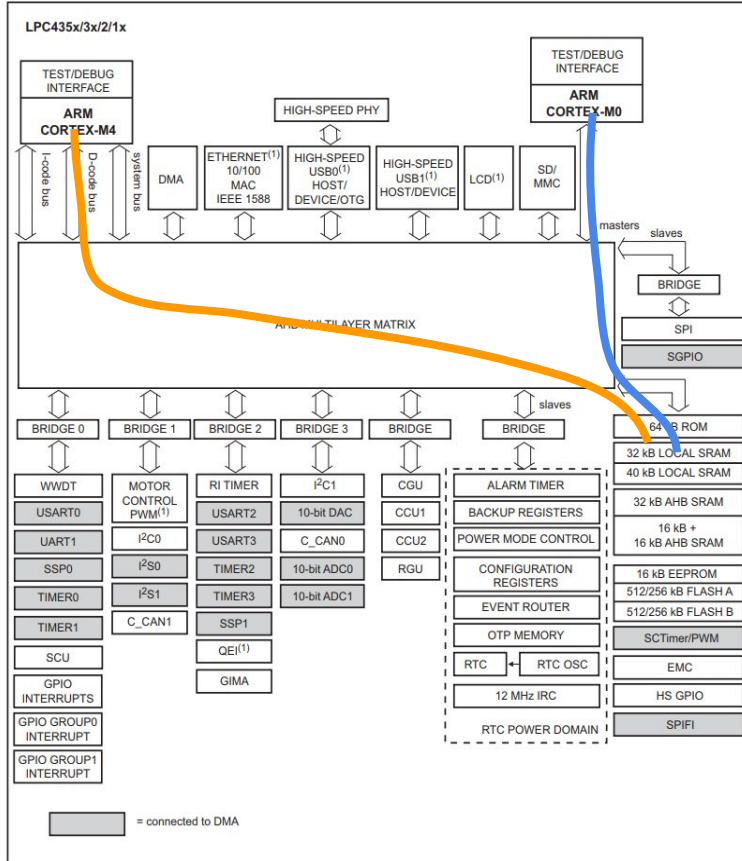 LPC435x/3x/2/1x
TEST/DEBUG
INTERFACE
ARM
CORTEX-M4
TEST/DEBUG
INTERFACE
ARM
CORTEX-M0
HIGH-SPEED PHY
I-code bus
D-code bus
system bus
DMA
ETHERNET(1)
10/100
MAC
IEEE 1588
HIGH-SPEED
USB0(1)
HOST/
DEVICE/OTG
HIGH-SPEED
USB1(1)
HOST/DEVICE
LCD(1)
SD/
MMC
masters
slaves
BRIDGE
SPI
SGPIO
MULTILAYER MATRIX
slaves
BRIDGE 0
BRIDGE 1
BRIDGE 2
BRIDGE 3
BRIDGE
BRIDGE
WWDT
USART0
UART1
SSP0
TIMER0
TIMER1
SCU
GPIO
INTERRUPTS
GPIO GROUP0
INTERRUPT
GPIO GROUP1
INTERRUPT
MOTOR
CONTROL
PWM(1)
I²C0
I²S0
I²S1
C_CAN1
RI TIMER
USART2
USART3
TIMER2
TIMER3
SSP1
QEI(1)
GIMA
I²C1
10-bit DAC
C_CAN0
10-bit ADC0
10-bit ADC1
CGU
CCU1
CCU2
RGU
ALARM TIMER
BACKUP REGISTERS
POWER MODE CONTROL
CONFIGURATION
REGISTERS
EVENT ROUTER
OTP MEMORY
RTC
RTC OSC
12 MHz IRC
RTC POWER DOMAIN
ROM
32 kB LOCAL SRAM
40 kB LOCAL SRAM
32 kB AHB SRAM
16 kB +
16 kB AHB SRAM
16 kB EEPROM
512/256 kB FLASH A
512/256 kB FLASH B
SCTimer/PWM
EMC
HS GPIO
SPIFI
= connected to DMA